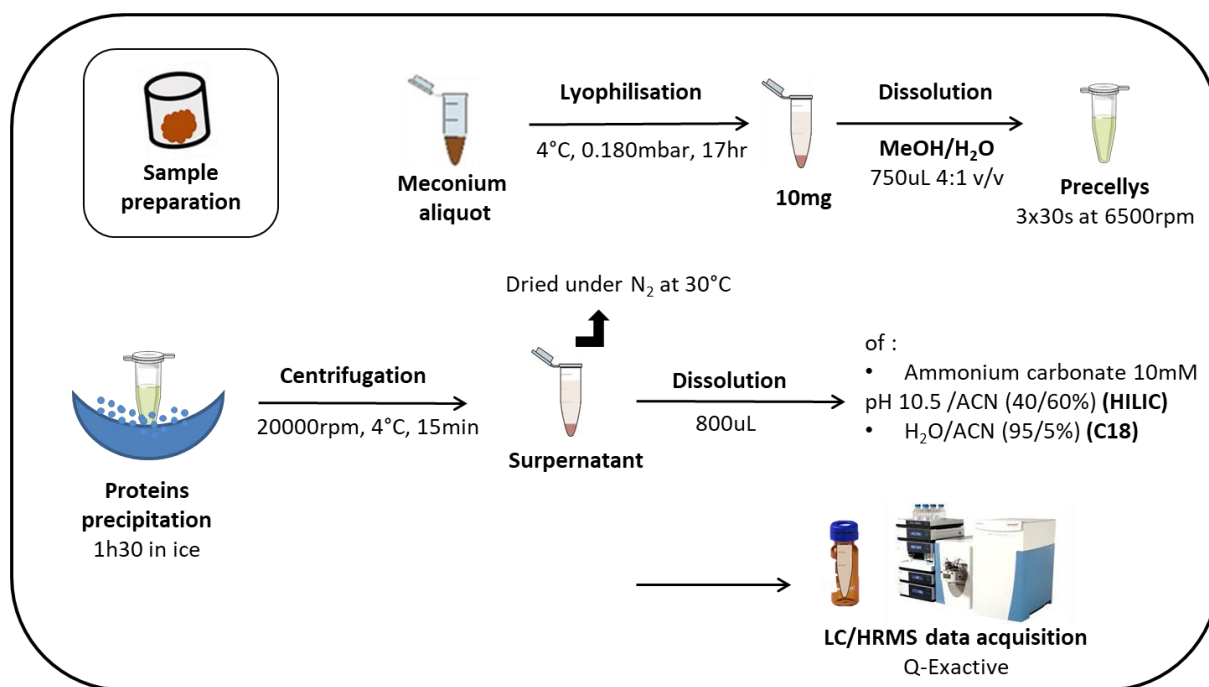 Sample
preparation
Meconium
aliquot
Lyophilisation
4°C, 0.180mbar, 17hr
10mg
Dissolution
MeOH/H₂O
750uL 4:1 v/v
Precellys
3x30s at 6500rpm
Proteins
precipitation
1h30 in ice
Centrifugation
20000rpm, 4°C, 15min
Dried under N₂ at 30°C
Surpernatant
Dissolution
800uL
of :
• Ammonium carbonate 10mM
pH 10.5 /ACN (40/60%) (HILIC)
• H₂O/ACN (95/5%) (C18)
LC/HRMS data acquisition
Q-Exactive